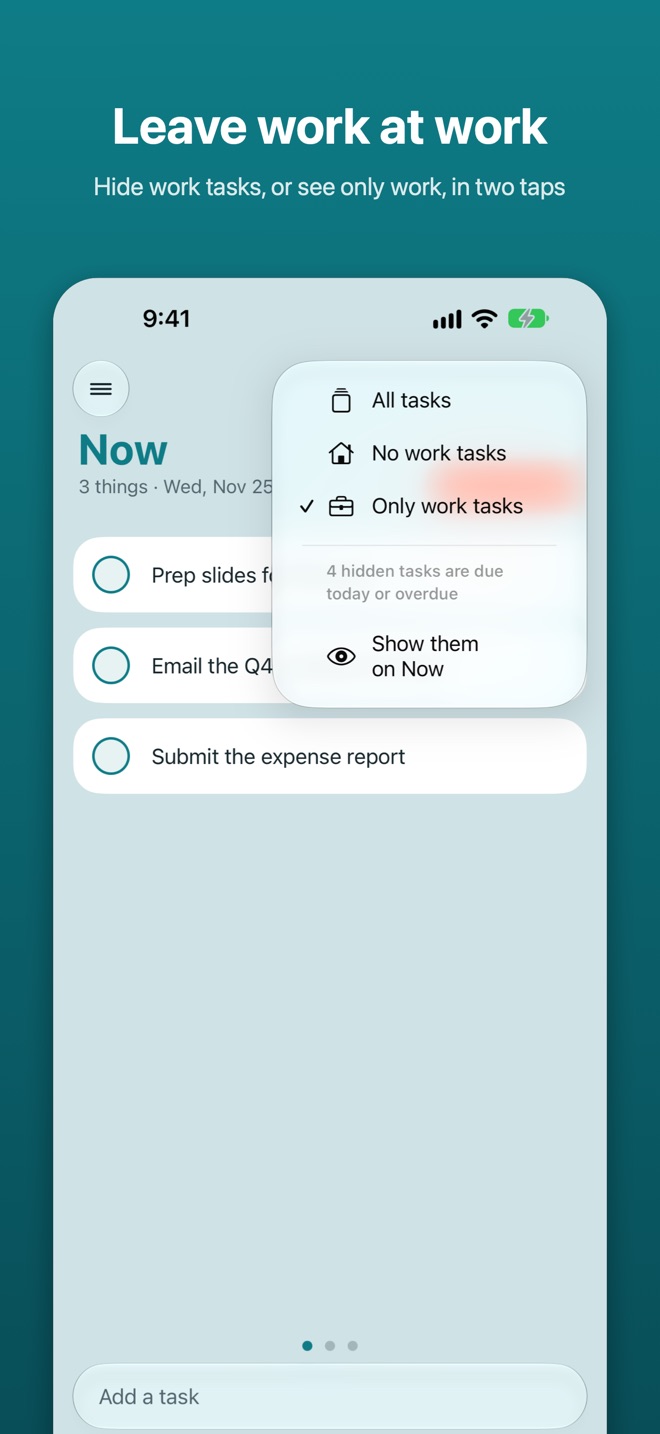 Leave work at work
Hide work tasks, or see only work, in two taps
9:41
All tasks
No work tasks
Only work tasks
4 hidden tasks are due
today or overdue
Show them
on Now
Now
3 things · Wed, Nov 25
Prep slides
Email the Q4
Submit the expense report
Add a task